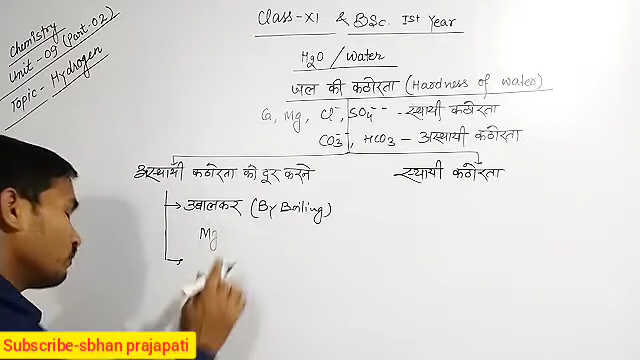 Chemistry
Unit-09 (Part-02)
Topic- Hydrogen
Class-XI & BSc. Ist Year
H2O / Water
जल की कठोरता (Hardness of water)
Ca, Mg, Cl-, SO4-- - स्थायी कठोरता
CO3-, HCO3 - अस्थायी कठोरता
अस्थायी कठोरता को दूर करने
स्थायी कठोरता
उबालकर (By Boiling)
Mg
Subscribe-sbhan prajapati